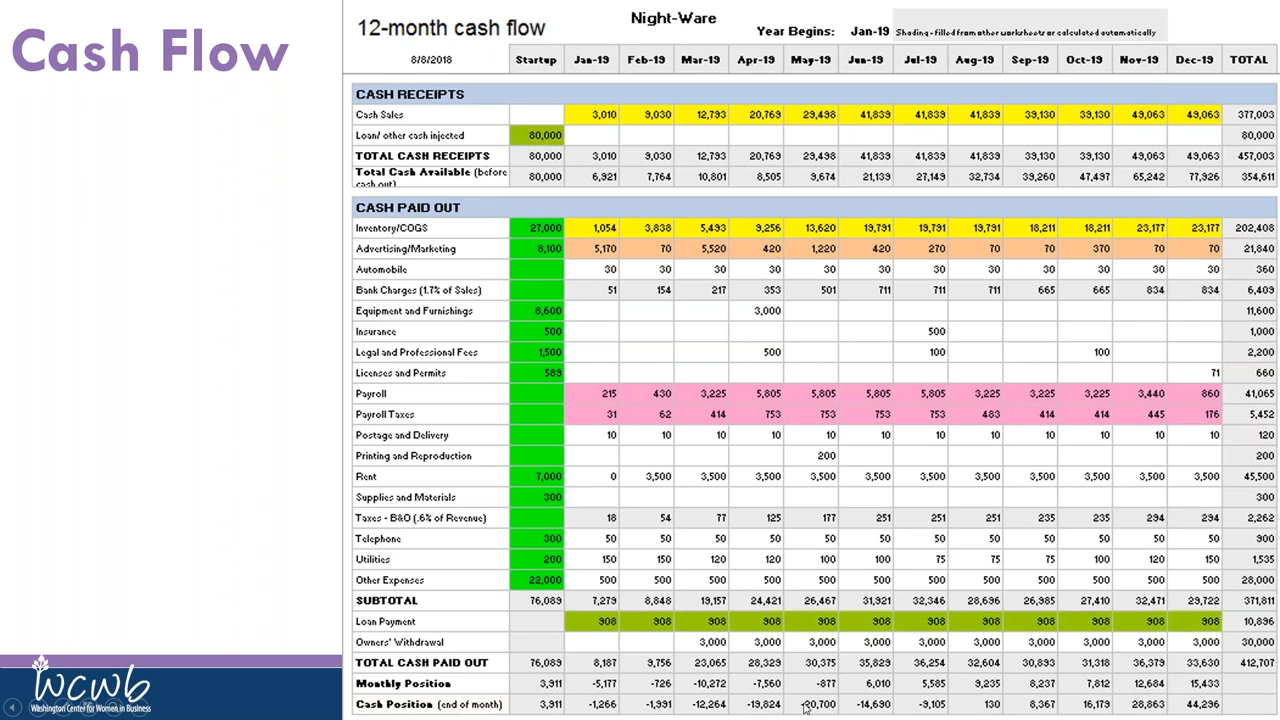 Cash Flow
12-month cash flow
Night-Ware
Year Begins: Jan-19 Shading - filled from other worksheets or calculated automatically
8/8/2018 Startup Jan-19 Feb-19 Mar-19 Apr-19 May-19 Jun-19 Jul-19 Aug-19 Sep-19 Oct-19 Nov-19 Dec-19 TOTAL
CASH RECEIPTS
Cash Sales 3,010 9,030 12,793 20,769 29,498 41,839 41,839 41,839 39,130 39,130 49,063 49,063 377,003
Loan/ other cash injected 80,000 80,000
TOTAL CASH RECEIPTS 80,000 3,010 9,030 12,793 20,769 29,498 41,839 41,839 41,839 39,130 39,130 49,063 49,063 457,003
Total Cash Available (before cash out) 80,000 6,921 7,764 10,801 8,505 9,674 21,139 27,149 32,734 39,260 47,497 65,242 77,926 354,611
CASH PAID OUT
Inventory/COGS 27,000 1,054 3,838 5,493 9,256 13,620 19,791 19,791 19,791 18,211 18,211 23,177 23,177 202,408
Advertising/Marketing 8,100 5,170 70 5,520 420 1,220 420 270 70 70 370 70 70 21,840
Automobile 30 30 30 30 30 30 30 30 30 30 30 30 360
Bank Charges (1.7% of Sales) 51 154 217 353 501 711 711 711 665 665 834 834 6,409
Equipment and Furnishings 8,600 3,000 11,600
Insurance 500 500 1,000
Legal and Professional Fees 1,500 500 100 100 2,200
Licenses and Permits 589 71 660
Payroll 215 430 3,225 5,805 5,805 5,805 5,805 3,225 3,225 3,225 3,440 860 41,065
Payroll Taxes 31 62 414 753 753 753 753 483 414 414 445 176 5,452
Postage and Delivery 10 10 10 10 10 10 10 10 10 10 10 10 120
Printing and Reproduction 200 200
Rent 7,000 0 3,500 3,500 3,500 3,500 3,500 3,500 3,500 3,500 3,500 3,500 3,500 45,500
Supplies and Materials 300 300
Taxes - B&O (.6% of Revenue) 18 54 77 125 177 251 251 251 235 235 294 294 2,262
Telephone 300 50 50 50 50 50 50 50 50 50 50 50 50 900
Utilities 200 150 150 120 120 100 100 75 75 75 100 120 150 1,535
Other Expenses 22,000 500 500 500 500 500 500 500 500 500 500 500 500 28,000
SUBTOTAL 76,089 7,279 8,848 19,157 24,421 26,467 31,921 32,346 28,696 26,985 27,410 32,471 29,722 371,811
Loan Payment 908 908 908 908 908 908 908 908 908 908 908 908 10,896
Owners' Withdrawal 3,000 3,000 3,000 3,000 3,000 3,000 3,000 3,000 3,000 3,000 30,000
TOTAL CASH PAID OUT 76,089 8,187 9,756 23,065 28,329 30,375 35,829 36,254 32,604 30,893 31,318 36,379 33,630 412,707
Monthly Position 3,911 -5,177 -726 -10,272 -7,560 -877 6,010 5,585 9,235 8,237 7,812 12,684 15,433
Cash Position (end of month) 3,911 -1,266 -1,991 -12,264 -19,824 -20,700 -14,690 -9,105 130 8,367 16,179 28,863 44,296
wcwb
Washington Center for Women in Business